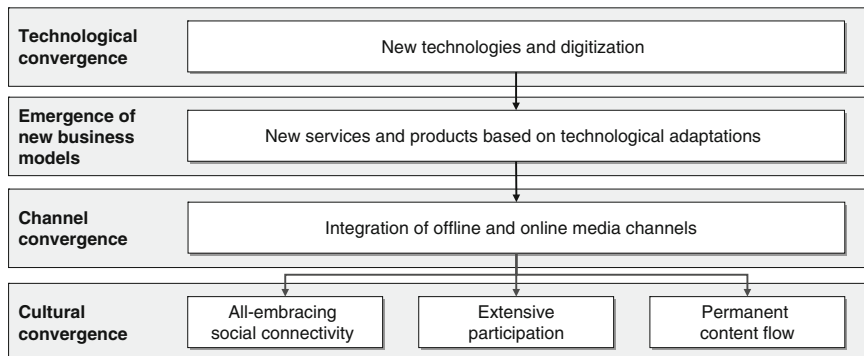 Technological
convergence
New technologies and digitization
Emergence of
new business
models
New services and products based on technological adaptations
Channel
convergence
Integration of offline and online media channels
Cultural
convergence
All-embracing
social connectivity
Extensive
participation
Permanent
content flow